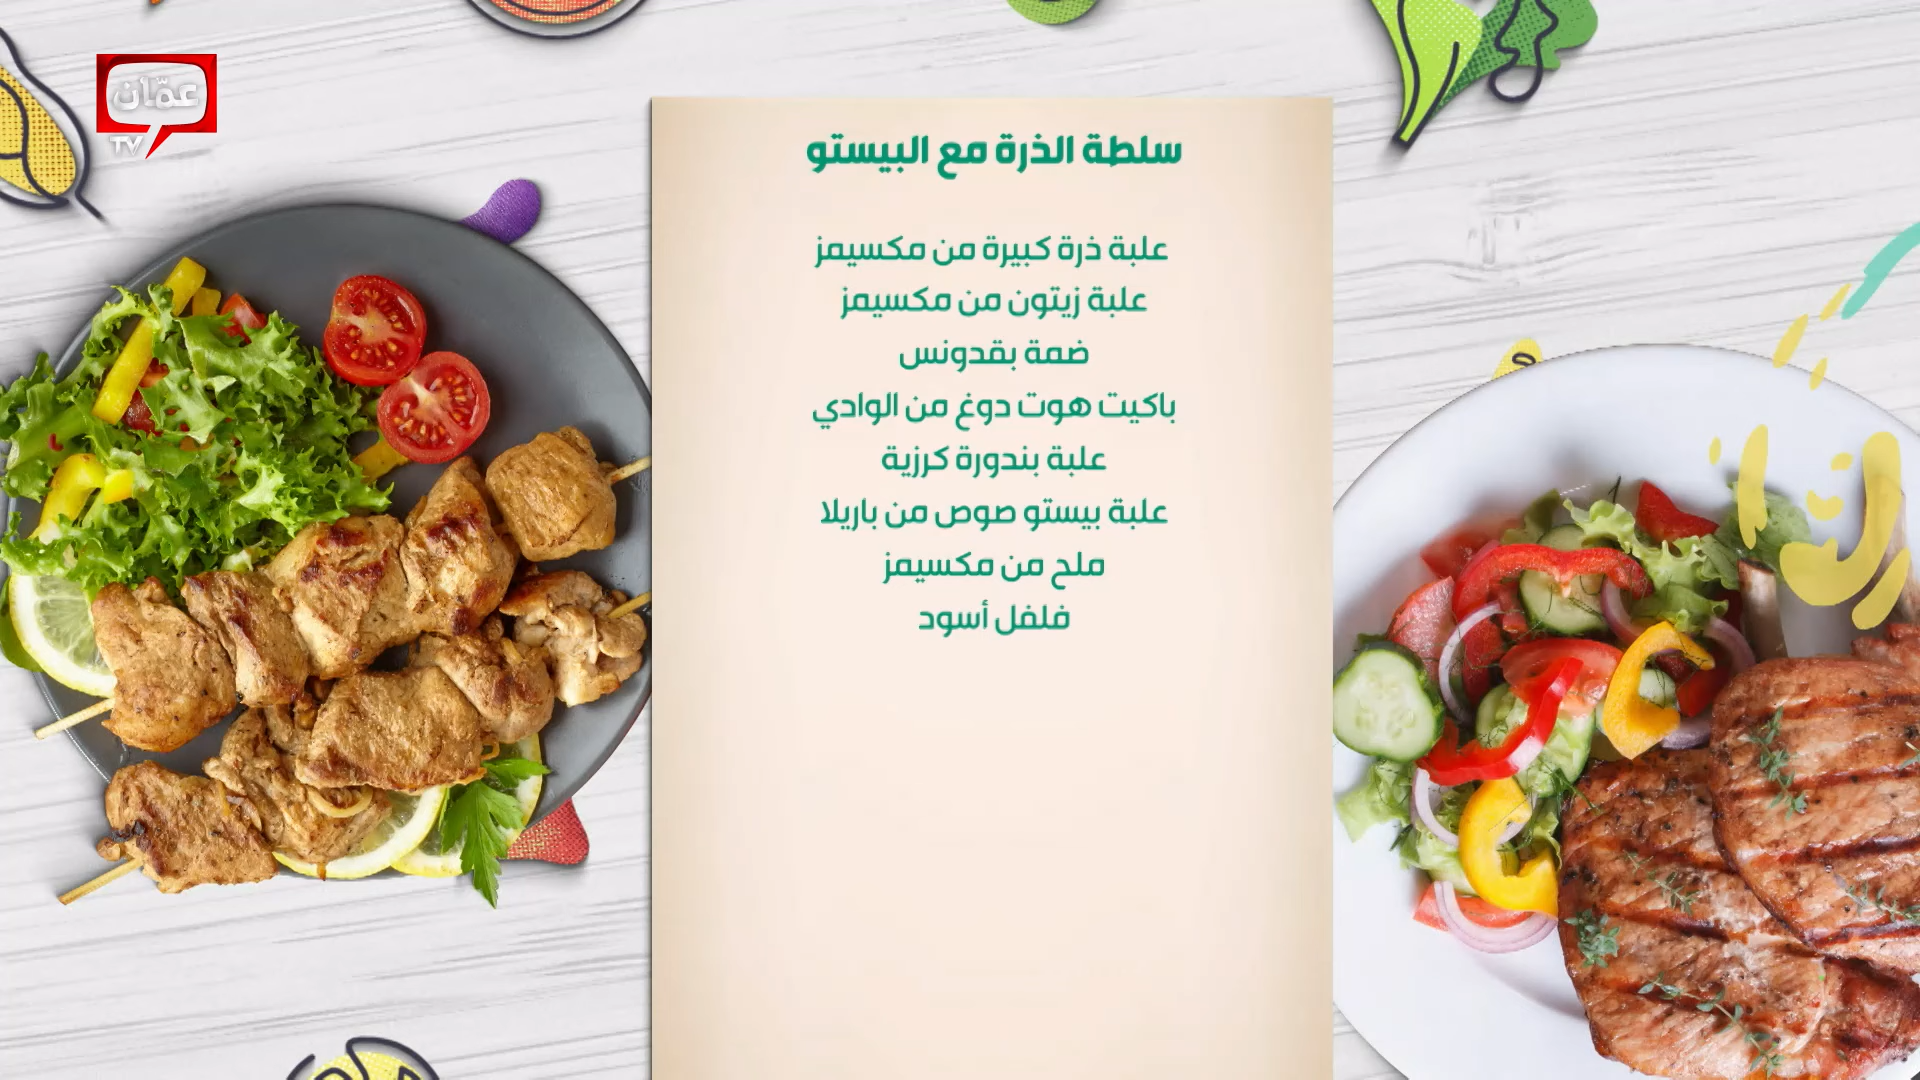 عمّان
TV
سلطة الذرة مع البيستو
علبة ذرة كبيرة من مكسيمز
علبة زيتون من مكسيمز
ضمة بقدونس
باكيت هوت دوغ من الوادي
علبة بندورة كرزية
علبة بيستو صوص من باريلا
ملح من مكسيمز
فلفل أسود